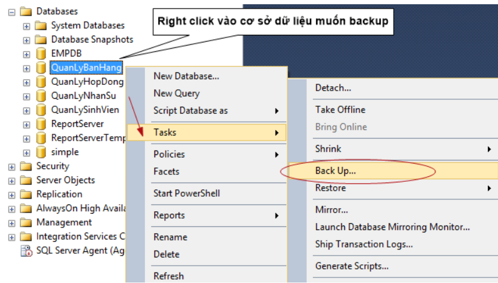 Databases
Right click vào cơ sở dữ liệu muốn backup
System Databases
Database Snapshots
EMPDB
QuanLyBanHang
QuanLyHopDong
QuanLyNhanSu
QuanLySinhVien
ReportServer
ReportServerTemp
simple
Security
Server Objects
Replication
AlwaysOn High Availa
Management
Integration Services C
SQL Server Agent (Ag
New Database...
New Query
Script Database as
Tasks
Policies
Facets
Start PowerShell
Reports
Rename
Delete
Refresh
Detach...
Take Offline
Bring Online
Shrink
Back Up...
Restore
Mirror...
Launch Database Mirroring Monitor...
Ship Transaction Logs...
Generate Scripts...